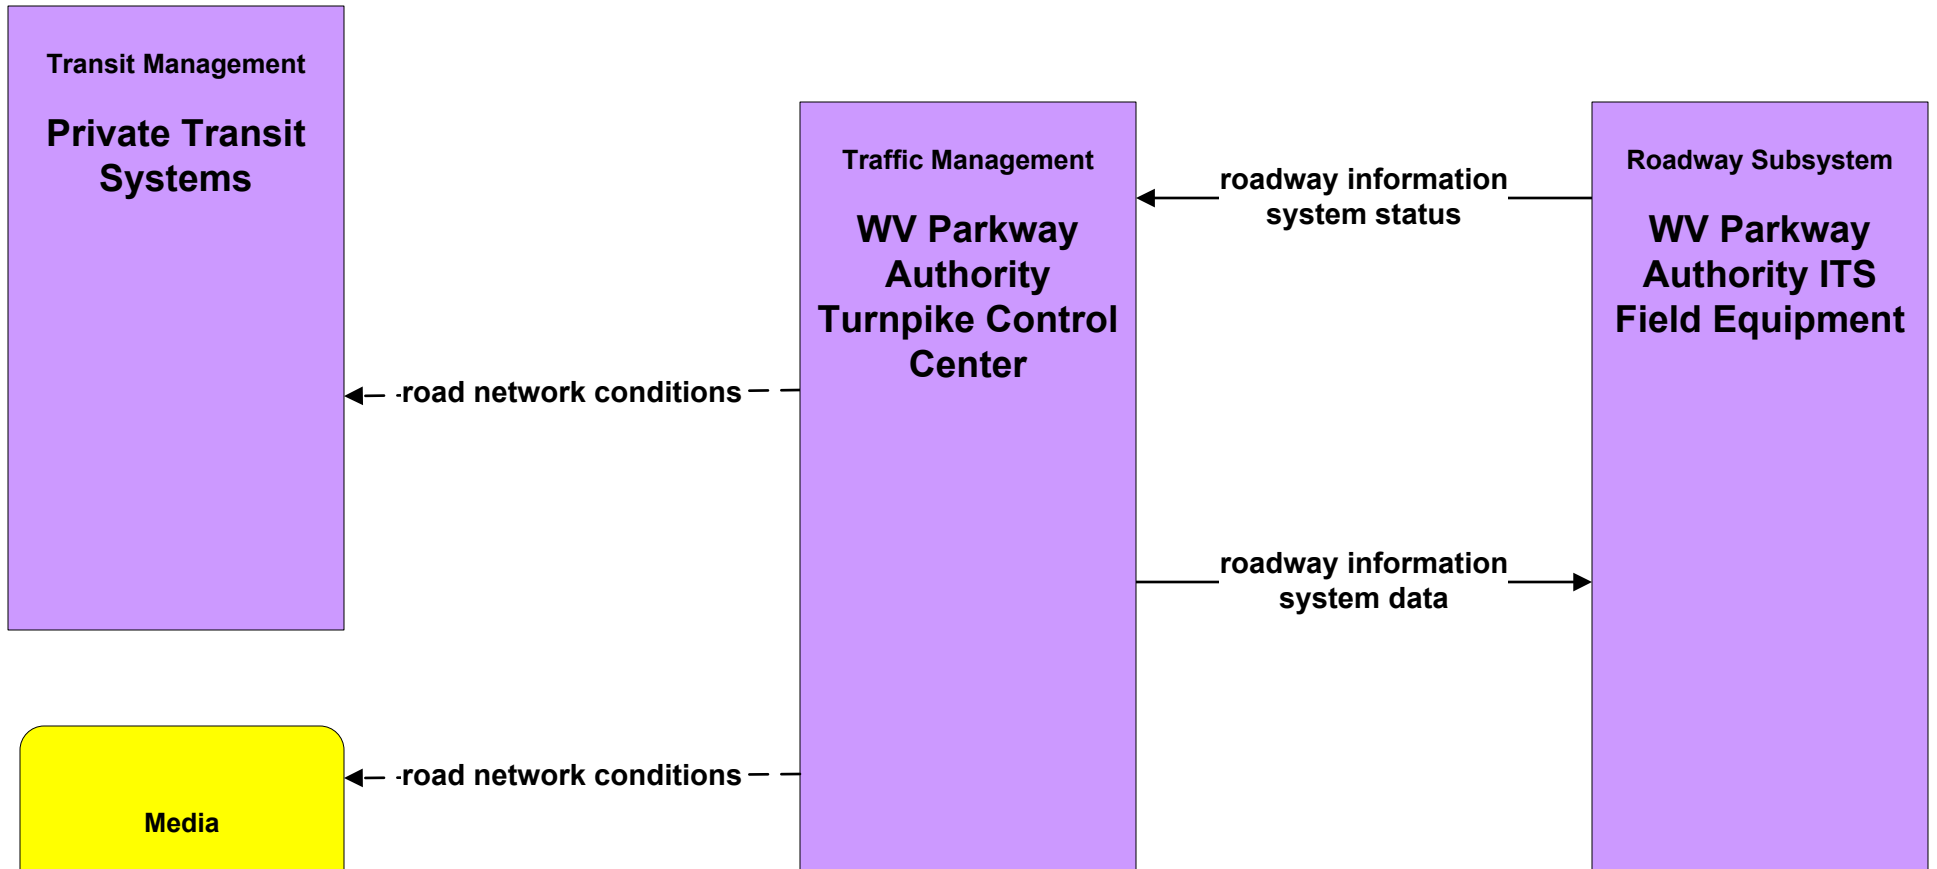 Transit Management
Private Transit
Systems
Traffic Management
WV Parkway
Authority
Turnpike Control
Center
Roadway Subsystem
WV Parkway
Authority ITS
Field Equipment
roadway information
system status
road network conditions
roadway information
system data
road network conditions
Media